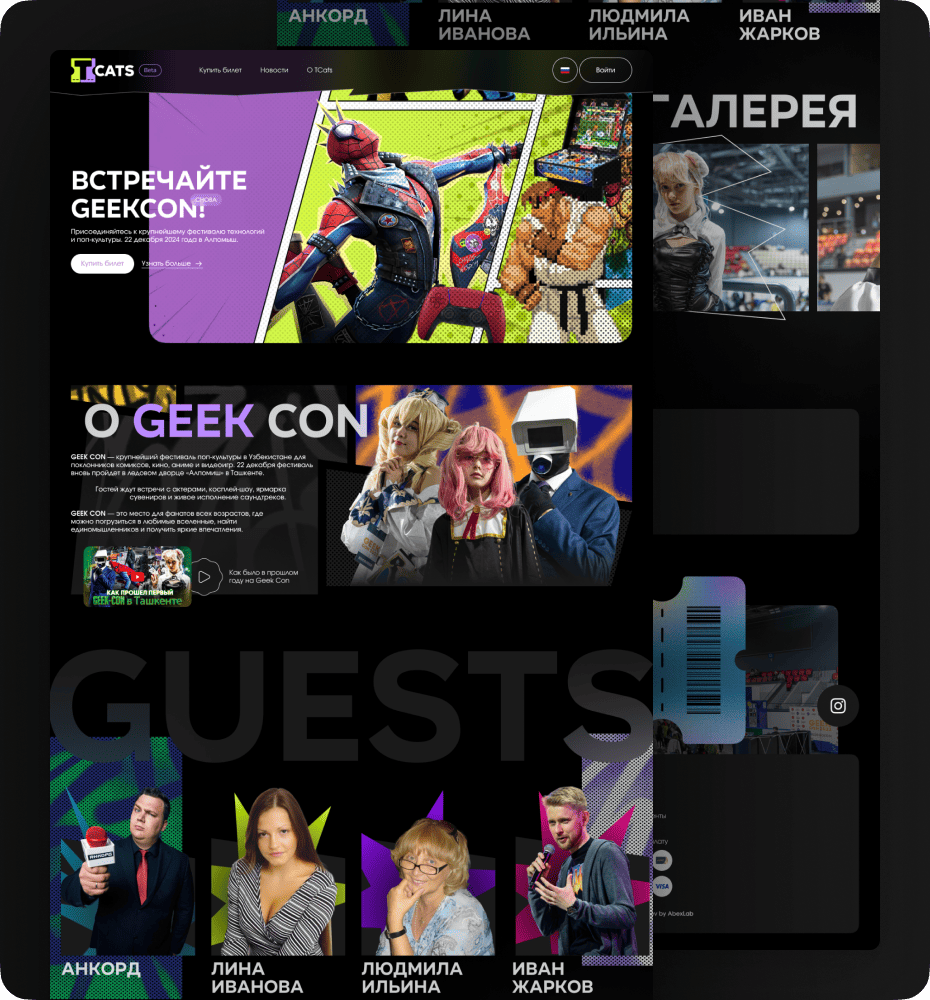 АНКОРД
ЛИНА
ИВАНОВА
ЛЮДМИЛА
ИЛЬИНА
ИВАН
ЖАРКОВ
TCATS
Beta
Купить билет
Новости
О TCats
Войти
ГАЛЕРЕЯ
ВСТРЕЧАЙТЕ
СНОВА
GEEKCON!
Присоединяйтесь к крупнейшему фестивалю технологий
и поп-культуры. 22 декабря 2024 года в Алпомыш.
Купить билет
Узнать больше →
О GEEK CON
GEEK CON — крупнейший фестиваль поп-культуры в Узбекистане для
поклонников комиксов, кино, аниме и видеоигр. 22 декабря фестиваль
вновь пройдет в ледовом дворце «Алпомиш» в Ташкенте.
Гостей ждут встречи с актерами, косплей-шоу, ярмарка
сувениров и живое исполнение саундтреков.
GEEK CON — это место для фанатов всех возрастов, где
можно погрузиться в любимые вселенные, найти
единомышленников и получить яркие впечатления.
КАК ПРОШЕЛ ПЕРВЫЙ
GEEK-CON в Ташкенте
Как было в прошлом
году на Geek Con
GUESTS
АНКОРД
VISA
by AbexLab
АНКОРД
ЛИНА
ИВАНОВА
ЛЮДМИЛА
ИЛЬИНА
ИВАН
ЖАРКОВ